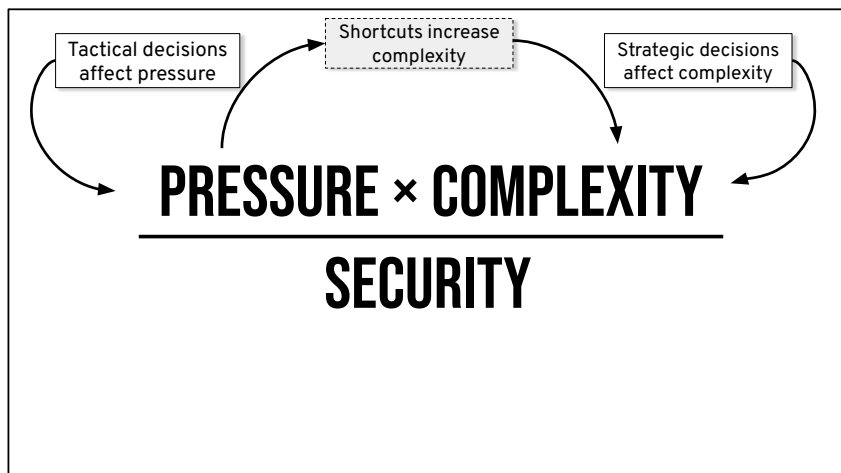 Tactical decisions
affect pressure
Shortcuts increase
complexity
Strategic decisions
affect complexity
PRESSURE × COMPLEXITY
SECURITY